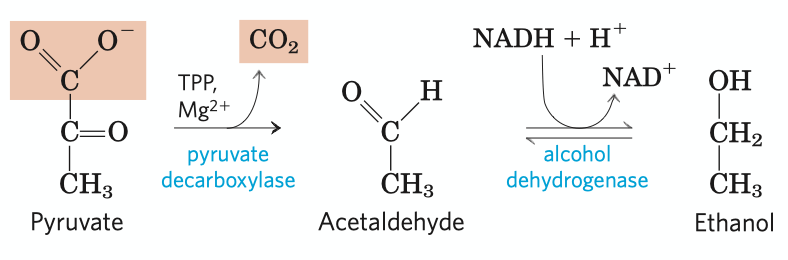 O O⁻ CO₂ NADH + H⁺
C TPP, O H NAD⁺ OH
Mg²⁺
C=O C CH₂
pyruvate decarboxylase alcohol dehydrogenase
CH₃ CH₃ CH₃
Pyruvate Acetaldehyde Ethanol